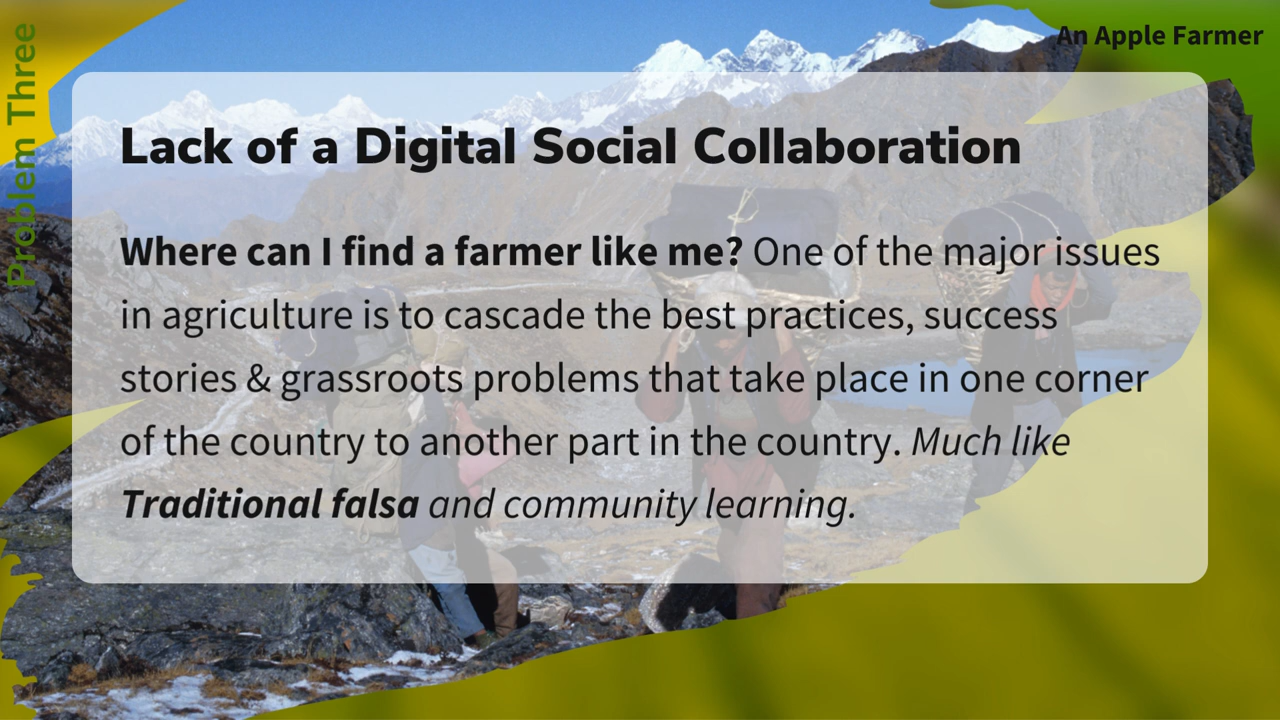 An Apple Farmer
Problem Three
Lack of a Digital Social Collaboration
Where can I find a farmer like me? One of the major issues
in agriculture is to cascade the best practices, success
stories & grassroots problems that take place in one corner
of the country to another part in the country. Much like
Traditional falsa and community learning.